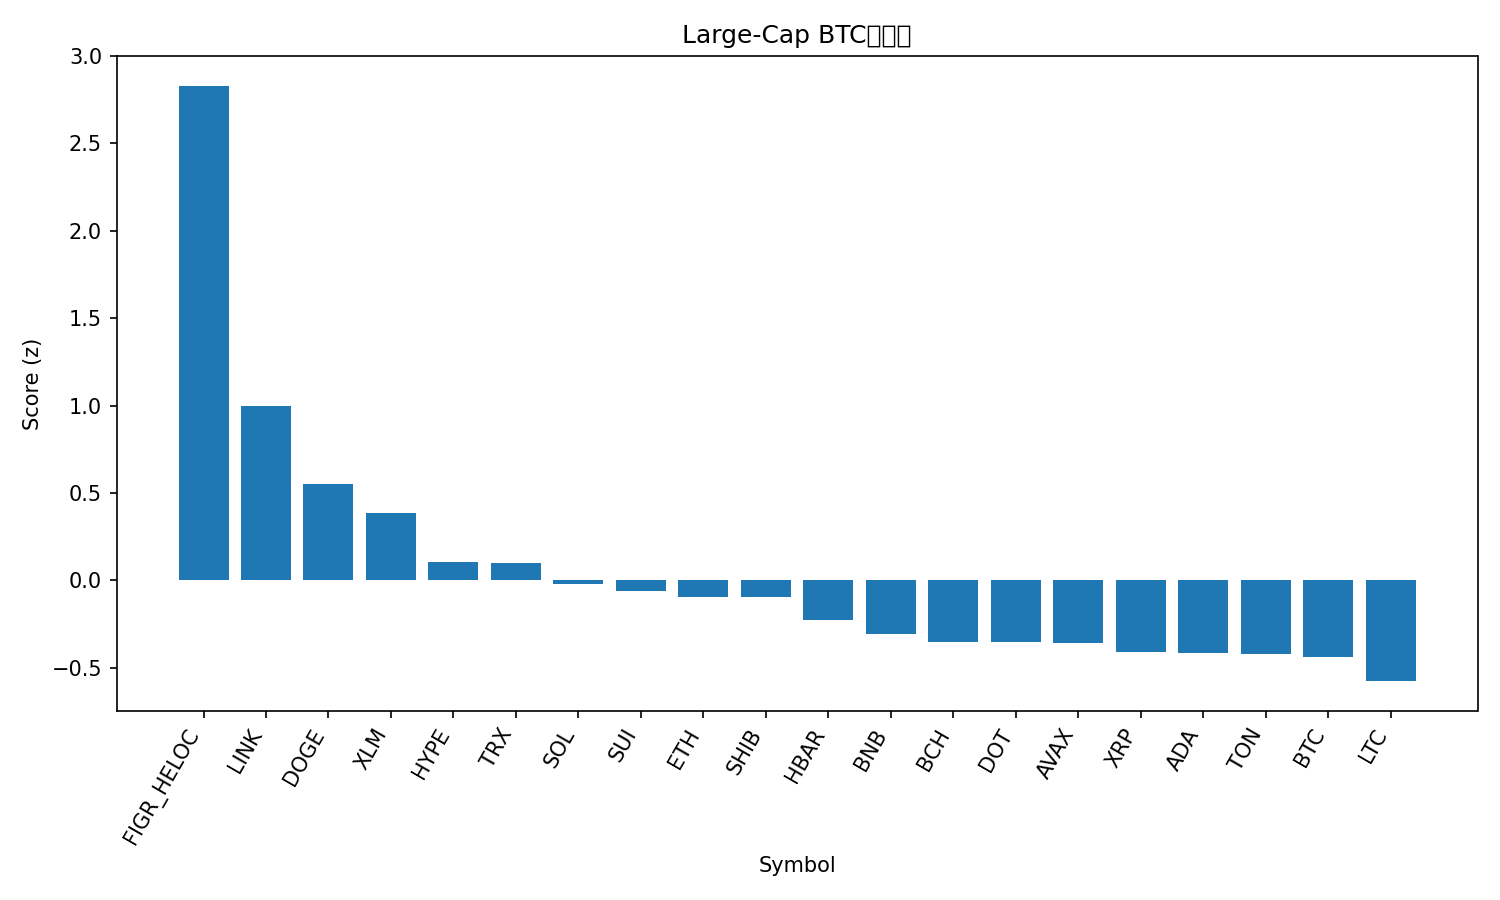 Large-Cap BTC
3.0
2.5
2.0
1.5
1.0
0.5
0.0
−0.5
Score (z)
FIGR_HELOC
LINK
DOGE
XLM
HYPE
TRX
SOL
SUI
ETH
SHIB
HBAR
BNB
BCH
DOT
AVAX
XRP
ADA
TON
BTC
LTC
Symbol